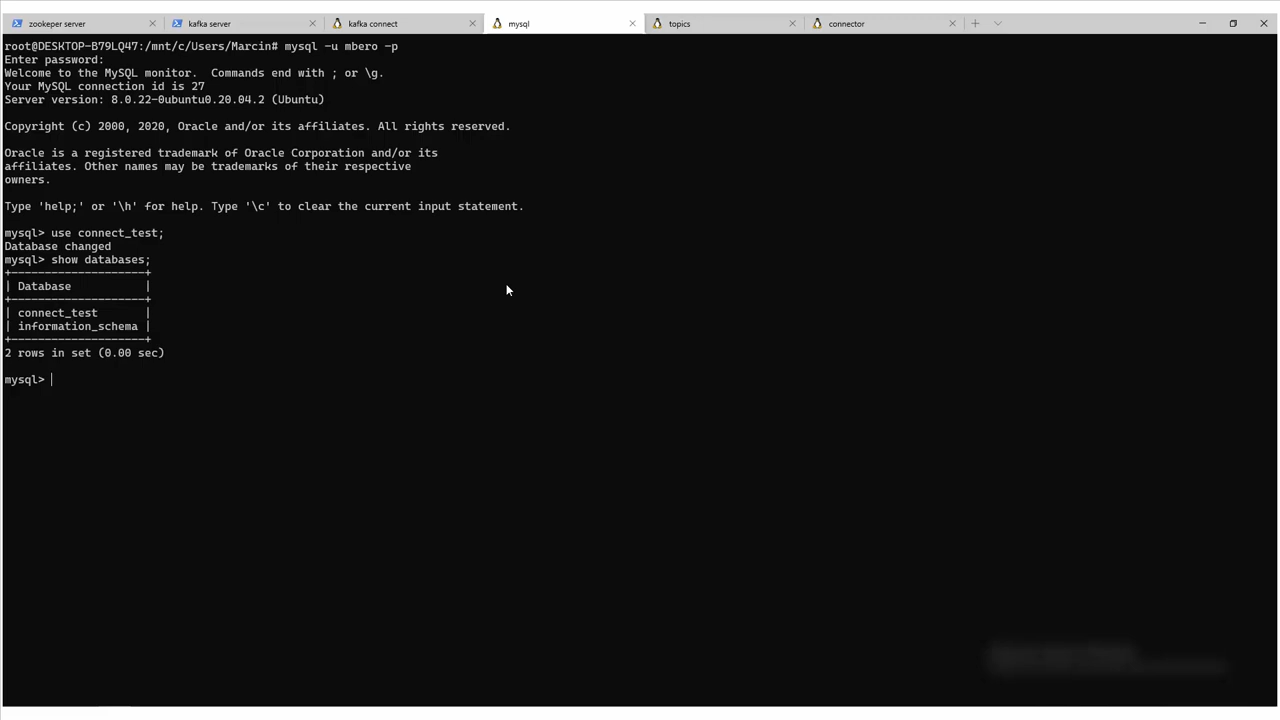 zookeper server
kafka server
kafka connect
mysql
topics
connector
root@DESKTOP-B79LQ47:/mnt/c/Users/Marcin# mysql -u mbero -p
Enter password:
Welcome to the MySQL monitor.  Commands end with ; or \g.
Your MySQL connection id is 27
Server version: 8.0.22-0ubuntu0.20.04.2 (Ubuntu)
Copyright (c) 2000, 2020, Oracle and/or its affiliates. All rights reserved.
Oracle is a registered trademark of Oracle Corporation and/or its
affiliates. Other names may be trademarks of their respective
owners.
Type 'help;' or '\h' for help. Type '\c' to clear the current input statement.
mysql> use connect_test;
Database changed
mysql> show databases;
+--------------------+
| Database           |
+--------------------+
| connect_test       |
| information_schema |
+--------------------+
2 rows in set (0.00 sec)
mysql>